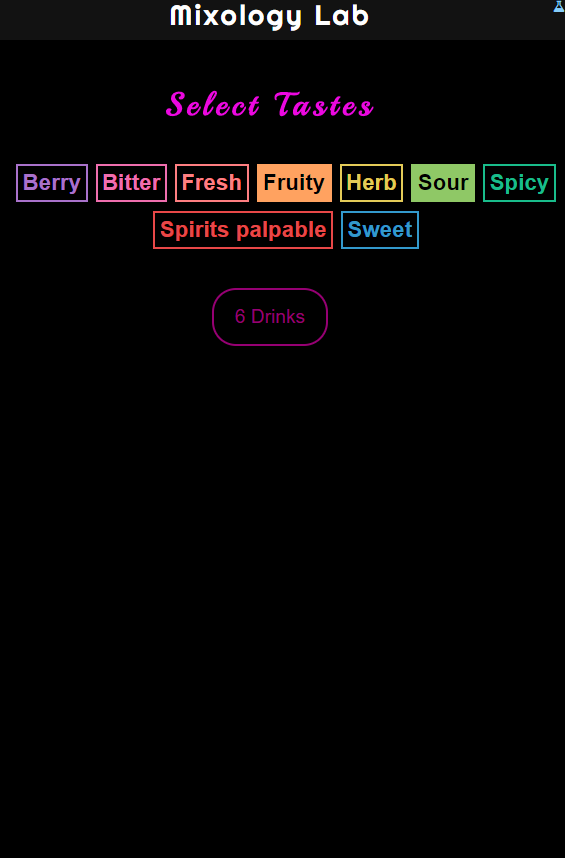 Mixology Lab
Select Tastes
Berry Bitter Fresh Fruity Herb Sour Spicy
Spirits palpable Sweet
6 Drinks